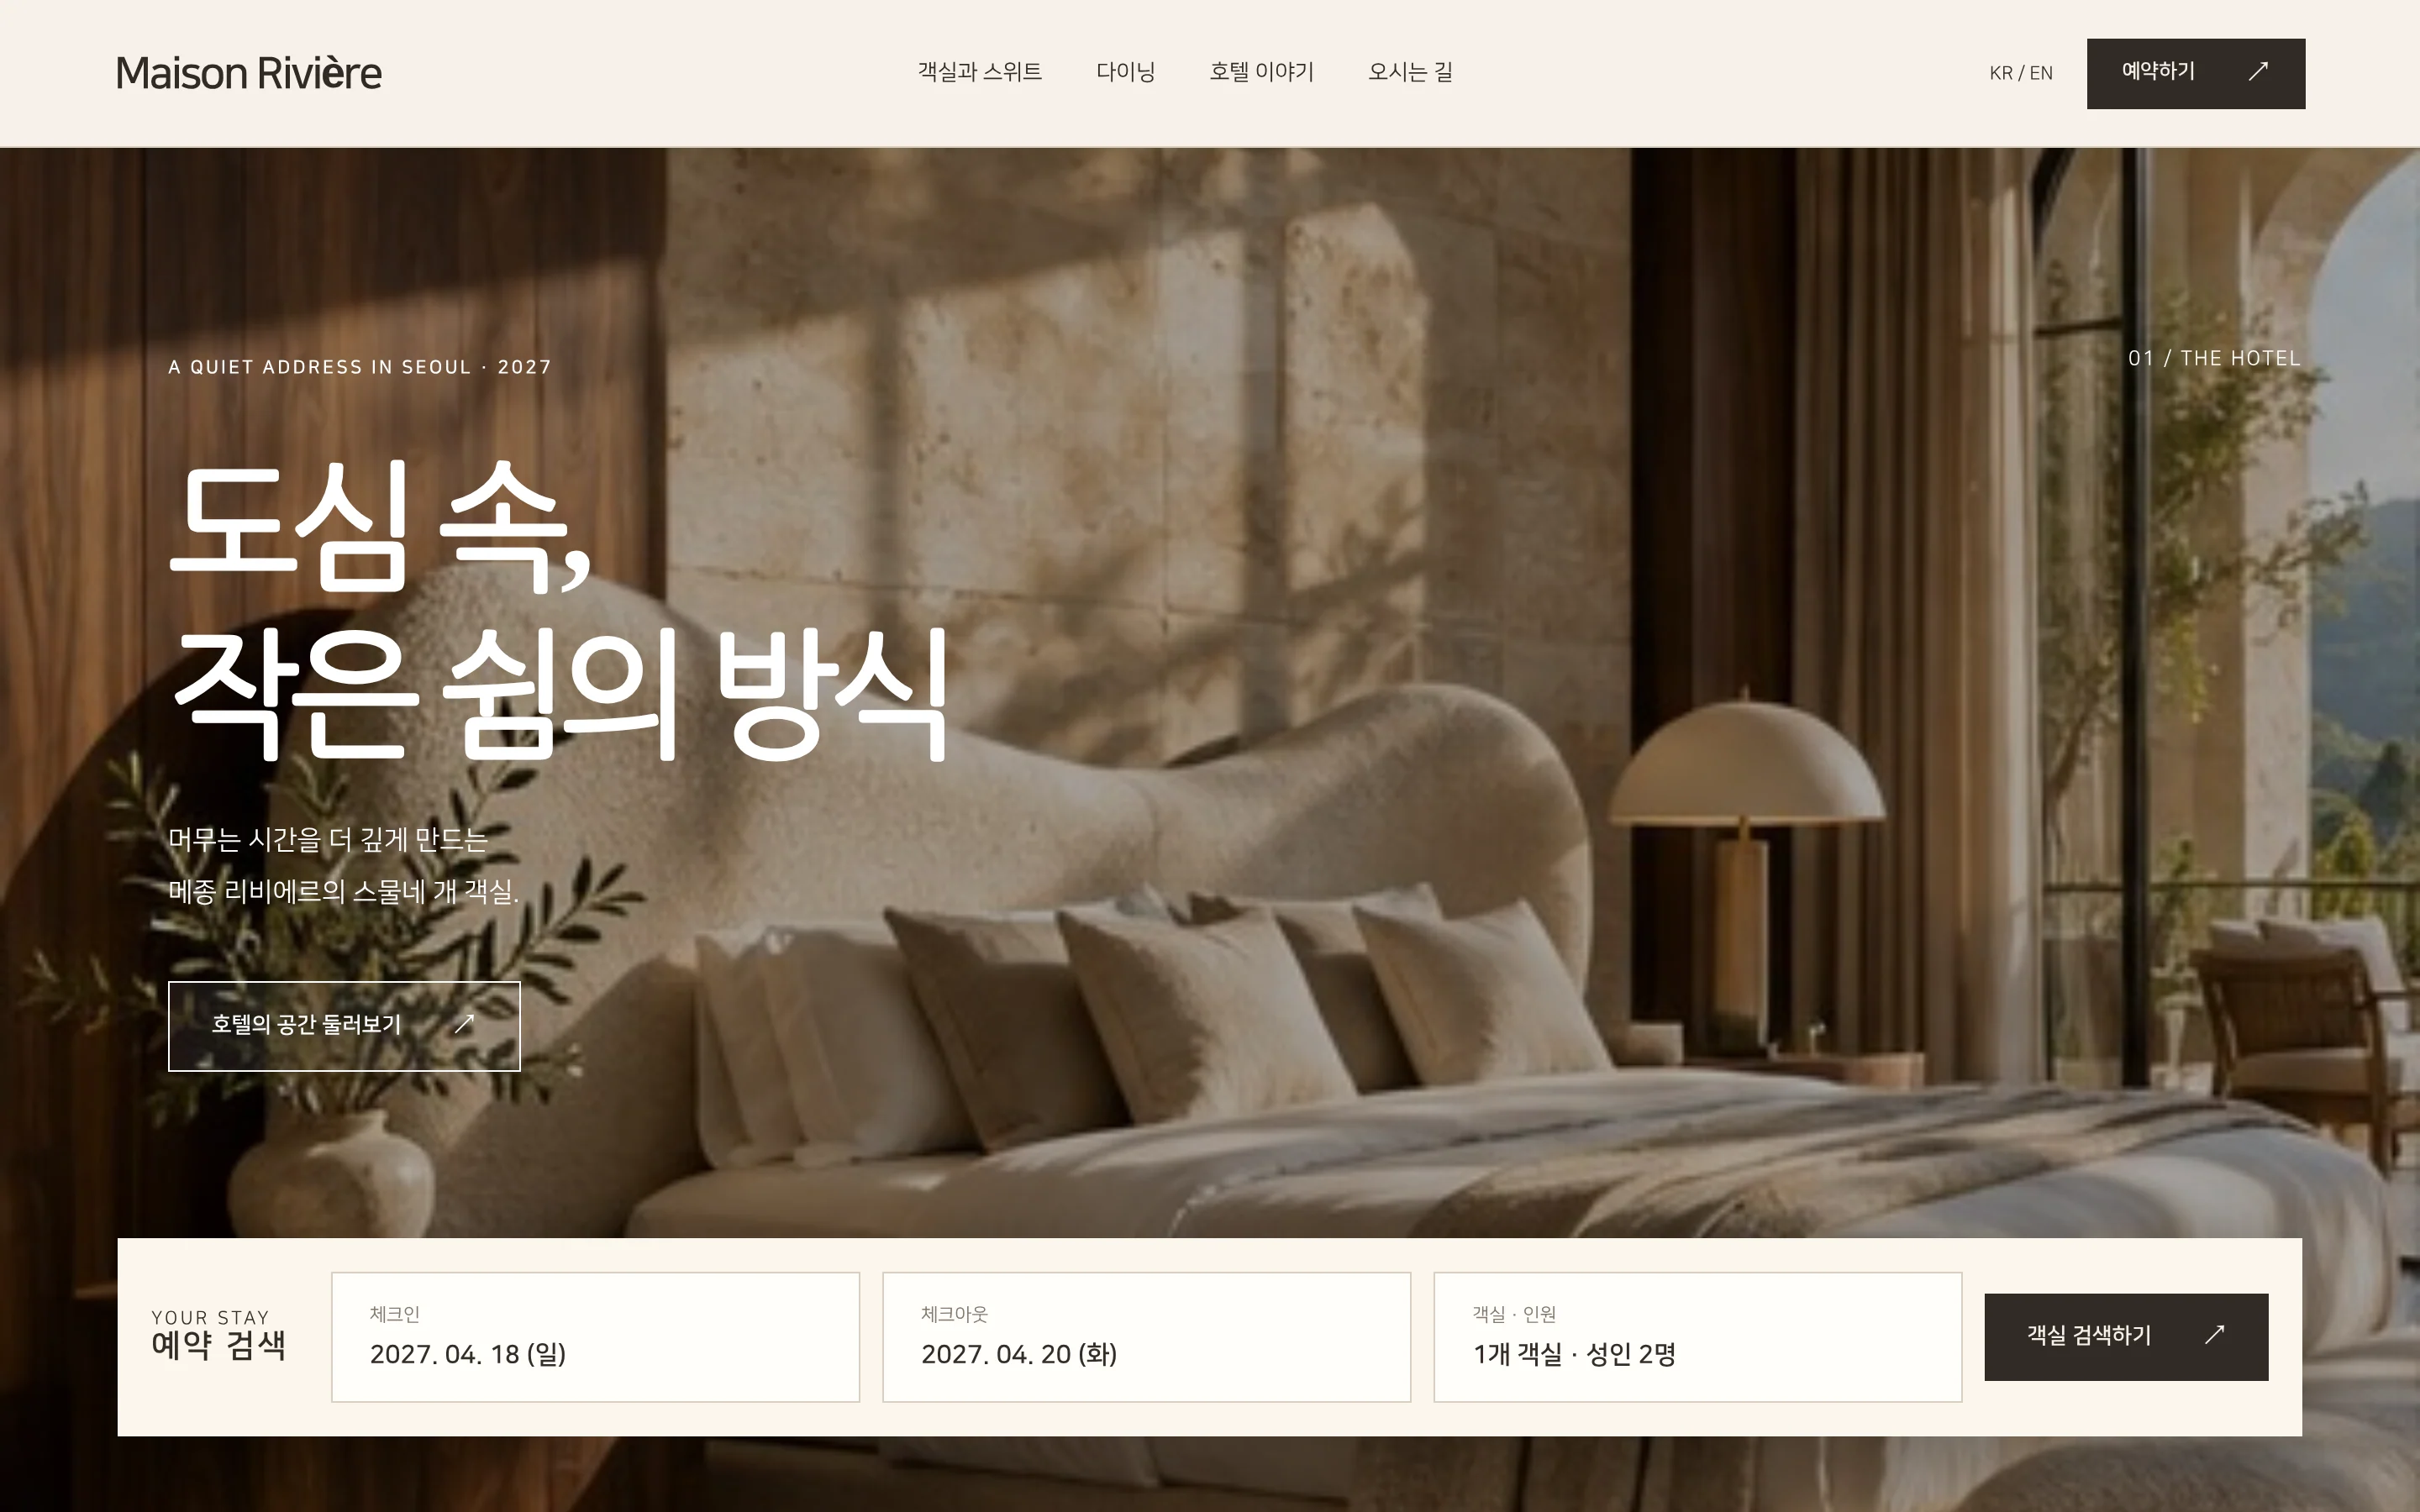 Maison Rivière
객실과 스위트
다이닝
호텔 이야기
오시는 길
KR / EN
예약하기 ↗
A QUIET ADDRESS IN SEOUL · 2027
01 / THE HOTEL
도심 속,
작은 쉼의 방식
머무는 시간을 더 깊게 만드는
메종 리비에르의 스물네 개 객실.
호텔의 공간 둘러보기 ↗
YOUR STAY
예약 검색
체크인
2027. 04. 18 (일)
체크아웃
2027. 04. 20 (화)
객실 · 인원
1개 객실 · 성인 2명
객실 검색하기 ↗